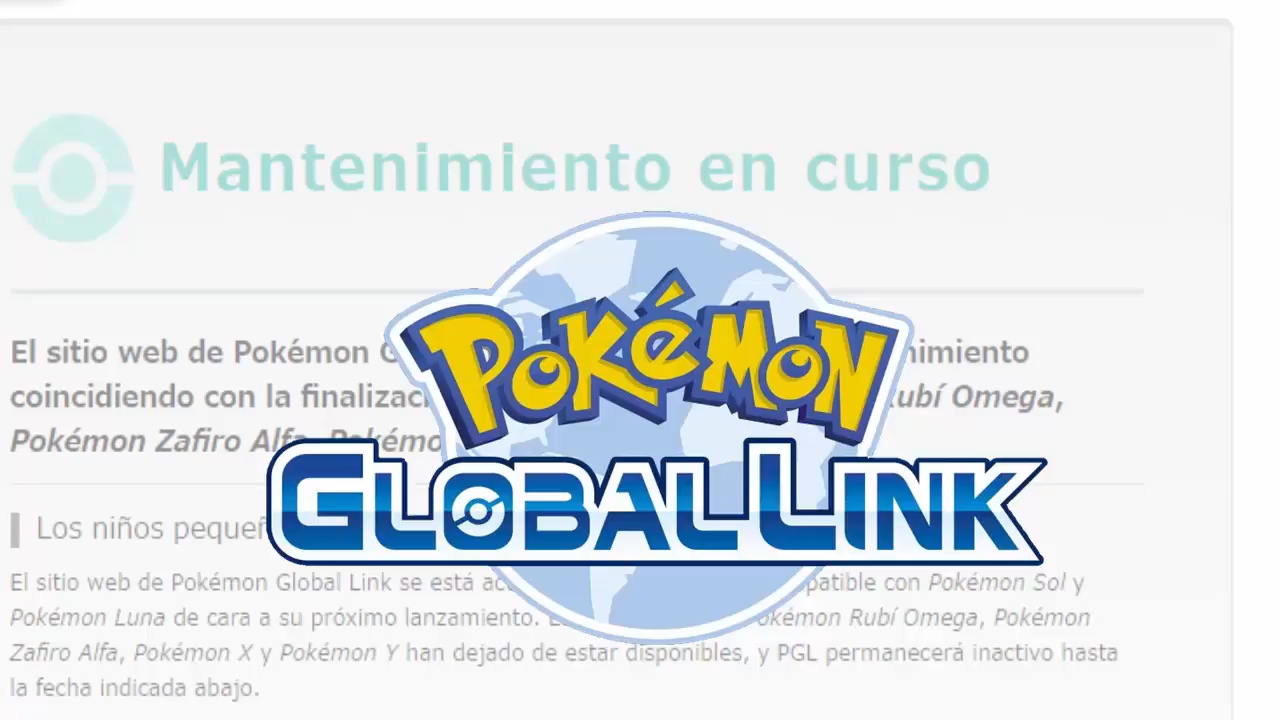 Mantenimiento en curso
El sitio web de Pokémon G nimiento
coincidiendo con la finalizaci Rubí Omega,
Pokémon Zafiro Alfa, Pokémo
POKÉMON
GLOBAL LINK
Los niños pequeñ
El sitio web de Pokémon Global Link se está ac patible con Pokémon Sol y
Pokémon Luna de cara a su próximo lanzamiento. okémon Rubí Omega, Pokémon
Zafiro Alfa, Pokémon X y Pokémon Y han dejado de estar disponibles, y PGL permanecerá inactivo hasta
la fecha indicada abajo.